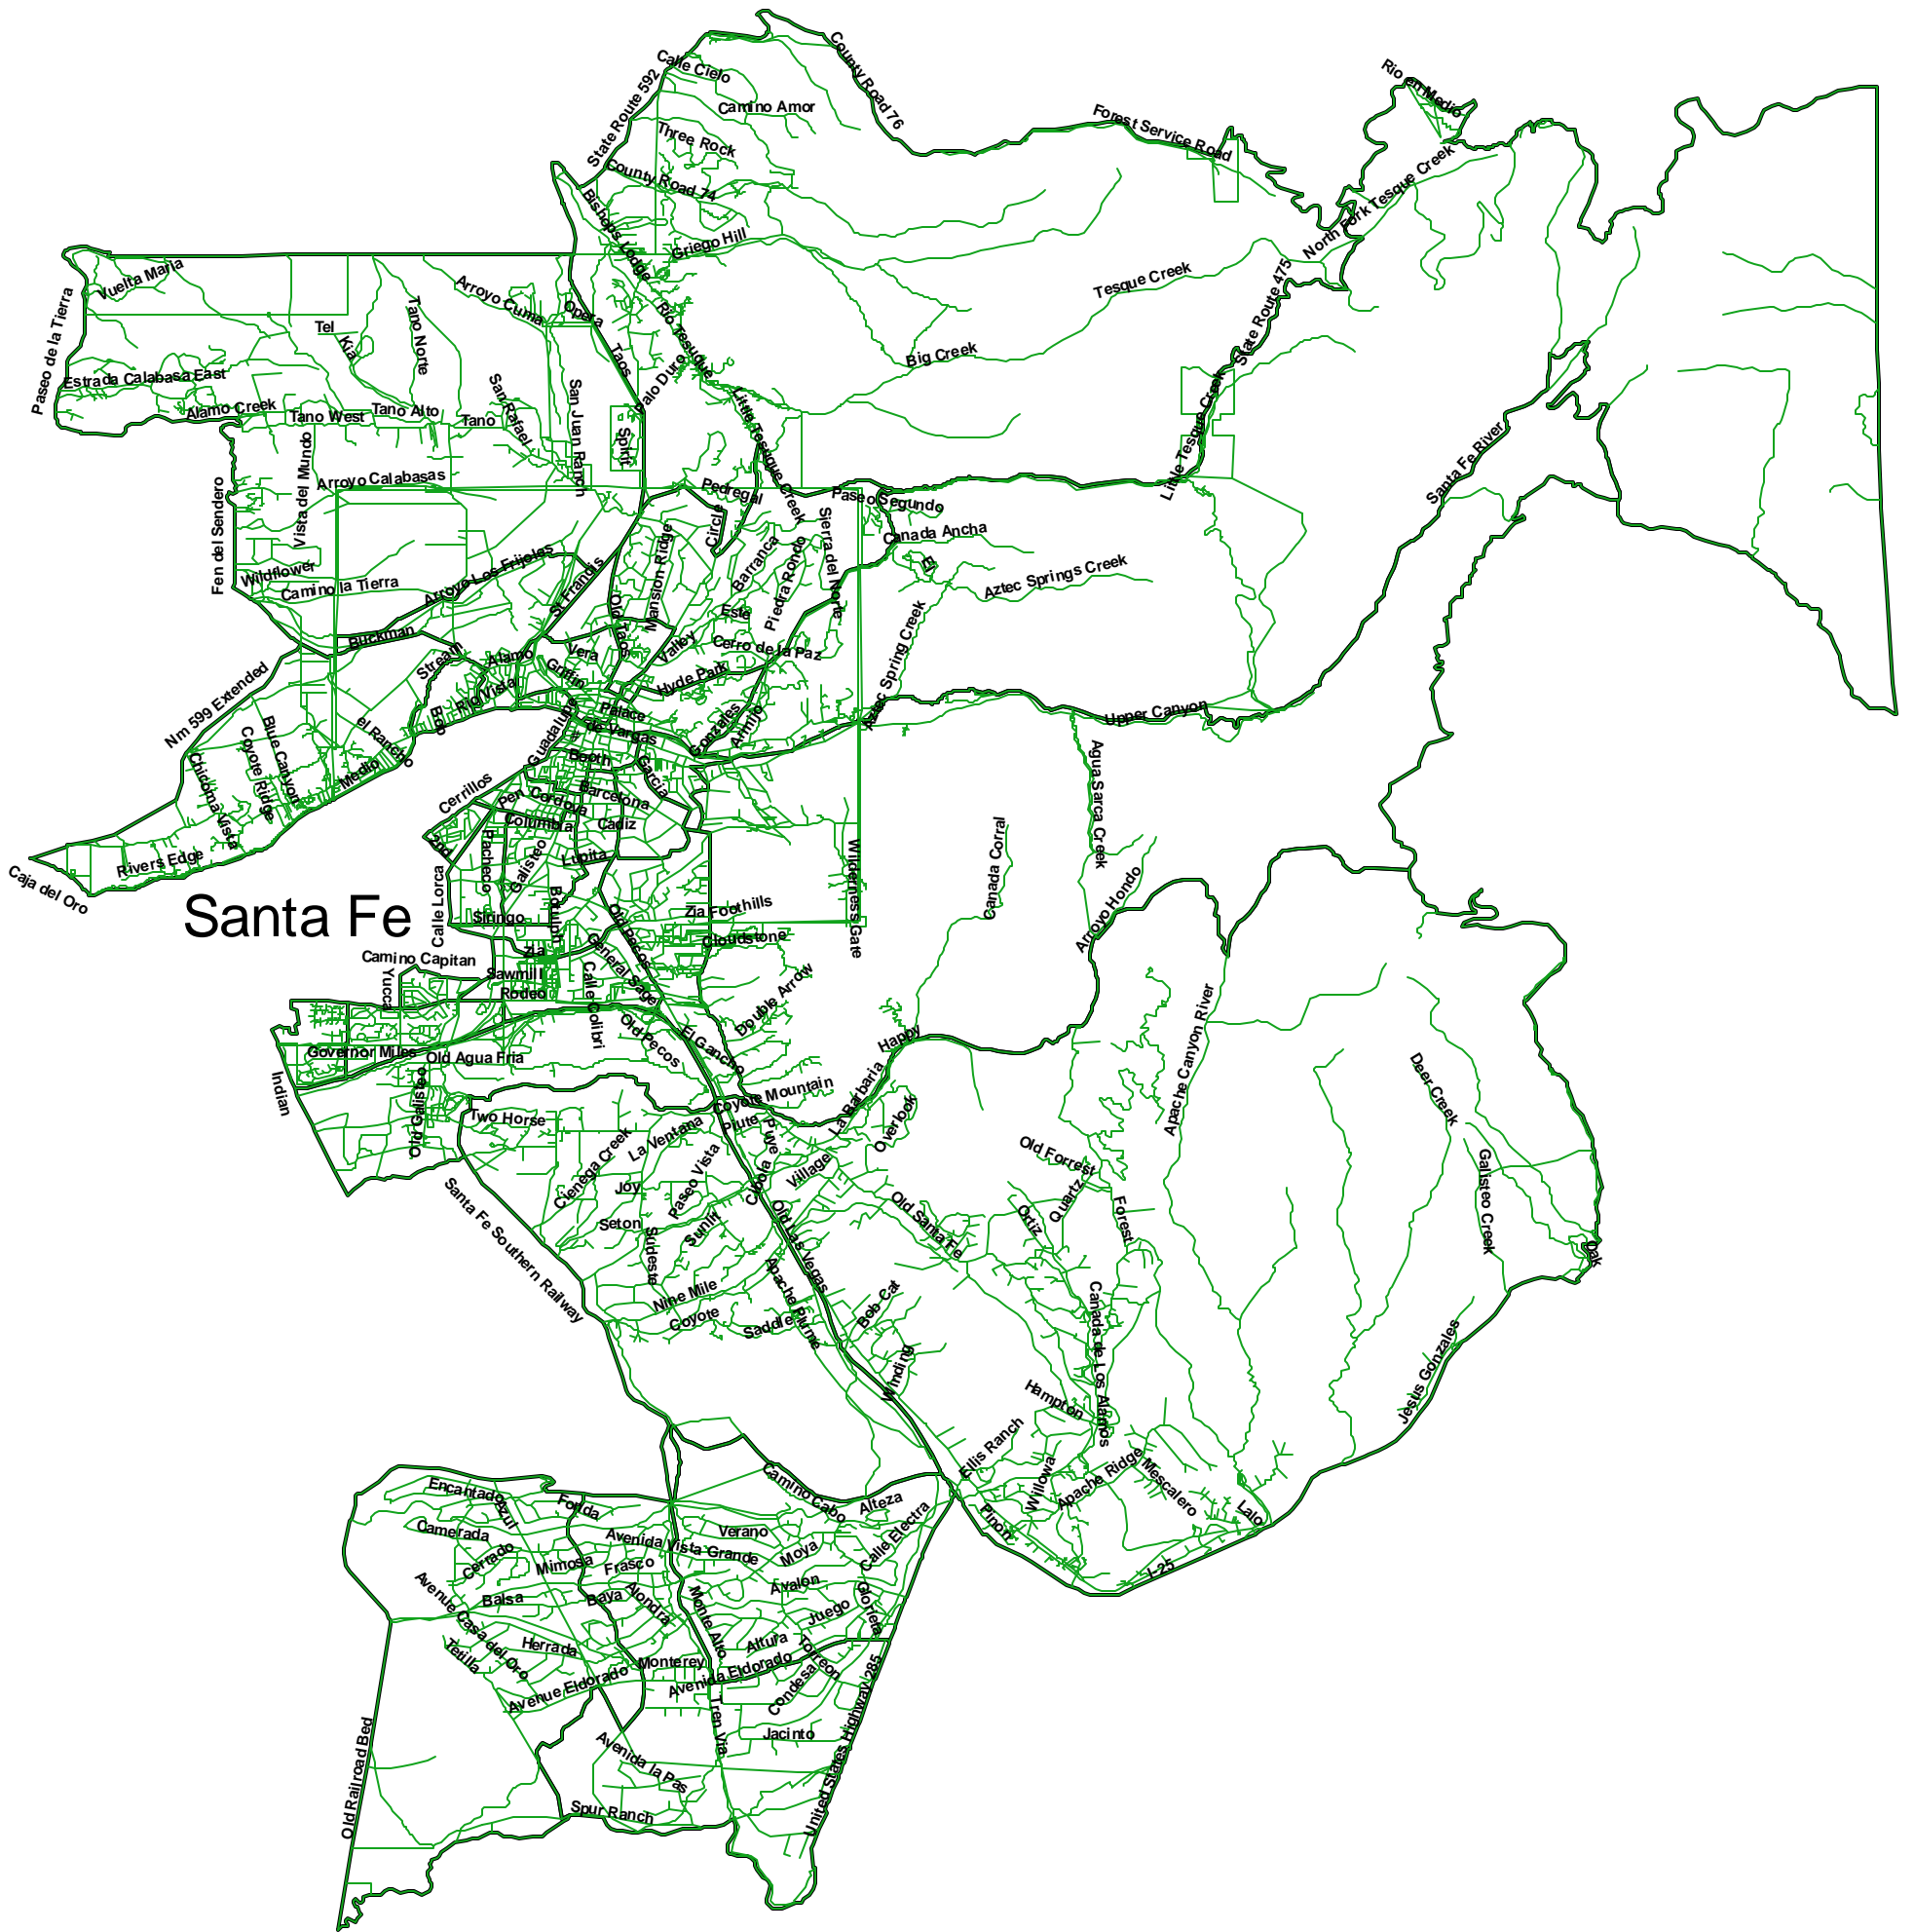 County Road 76
Calle Cielo
State Route 592
Camino Amor
Rio en Medio
Forest Service Road
Three Rock
County Road 74
North Fork Tesque Creek
Bishops Lodge
Griego Hill
Vuelta Maria
Paseo de la Tierra
Arroyo Cuma
Opera
Tesque Creek
State Route 475
Tano Norte
Tel
Kia
Rio Tesuque
Taos
Palo Duro
Big Creek
Estrada Calabasa East
Alamo Creek
Tano West
Tano Alto
Tano
San Rafael
San Juan Ranch
Spirit
Little Tesuque Creek
Little Tesque Creek
Santa Fe River
Vista del Mundo
Arroyo Calabasas
Pedregal
Paseo Segundo
Fen del Sendero
Circle
Sierra del Norte
Canada Ancha
Mansion Ridge
Barranca
Piedra Rondo
El
Wildflower
Camino la Tierra
Arroyo Los Frijoles
St Francis
Aztec Springs Creek
Old Taos
Este
Buckman
Valley
Cerro de la Paz
Stream
Alamo
Vera
Griffin
Hyde Park
Aztec Spring Creek
Nm 599 Extended
Rio Vista
Bob
Palace
de Vargas
Guadalupe
Gonzales
Armijo
Upper Canyon
el Rancho
Blue Canyon
Coyote Ridge
Chicoma Vista
Medio
Booth
Garcia
Agua Sarca Creek
Cerrillos
Pen
Cordova
Barcelona
Columbia
Cadiz
2nd
Pacheco
Galisteo
Lupita
Canada Corral
Wilderness Gate
Rivers Edge
Caja del Oro
Santa Fe
Calle Lorca
Siringo
Botulph
Old Pecos
Zia Foothills
Cloudstone
Arroyo Hondo
Zia
General Sage
Camino Capitan
Yucca
Sawmill
Rodeo
Calle Colibri
Double Arrow
Old Pecos
El Gancho
Happy
Apache Canyon River
Governor Miles
Old Agua Fria
Indian
Old Galisteo
Coyote Mountain
La Barbaria
Overlook
Deer Creek
Two Horse
Piute
Puye
La Ventana
Cienega Creek
Paseo Vista
Cibola
Village
Old Forrest
Quartz
Galisteo Creek
Joy
Santa Fe Southern Railway
Seton
Sudeste
Sunlit
Old Las Vegas
Old Santa Fe
Ortiz
Forest
Oak
Apache Plume
Nine Mile
Coyote
Saddle
Bob Cat
Canada de Los Alamos
Winding
Hampton
Jesus Gonzales
Ellis Ranch
Willowa
Apache Ridge
Mescalero
Lalo
Pinon
I-25
Camino Cabo
Alteza
Calle Electra
Encantado
Azul
Fonda
Camerada
Avenida Vista Grande
Verano
Moya
Certado
Mimosa
Frasco
Avalon
Avenue Casa del Oro
Balsa
Baya
Alondra
Monte Alto
Juego
Glorieta
Tetilla
Herrada
Altura
Torreon
Monterey
Avenida Eldorado
Avenue Eldorado
Condesa
Tren Via
Jacinto
United States Highway 285
Avenida la Pas
Old Railroad Bed
Spur Ranch